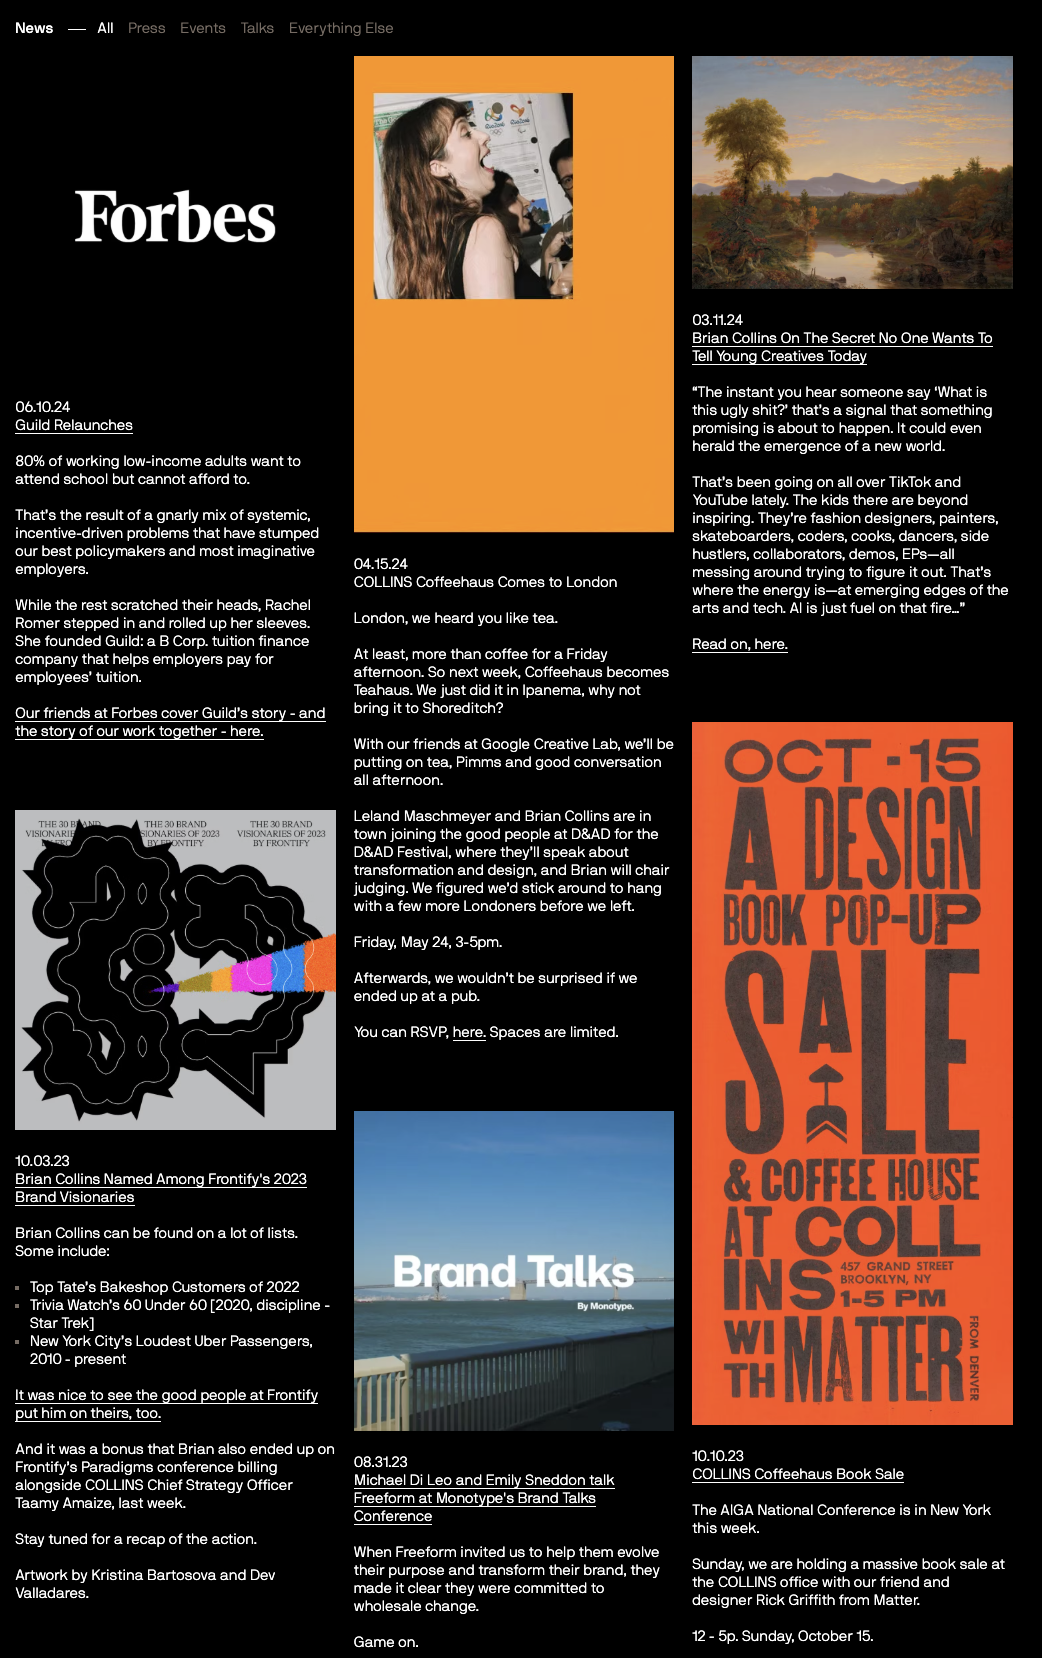 News — All Press Events Talks Everything Else
Forbes
06.10.24
Guild Relaunches
80% of working low-income adults want to
attend school but cannot afford to.
That's the result of a gnarly mix of systemic,
incentive-driven problems that have stumped
our best policymakers and most imaginative
employers.
While the rest scratched their heads, Rachel
Romer stepped in and rolled up her sleeves.
She founded Guild: a B Corp. tuition finance
company that helps employers pay for
employees' tuition.
Our friends at Forbes cover Guild's story - and
the story of our work together - here.
THE 30 BRAND
VISIONARIES
THE 30 BRAND
VISIONARIES OF 2023
BY FRONTIFY
THE 30 BRAND
VISIONARIES OF 2023
BY FRONTIFY
10.03.23
Brian Collins Named Among Frontify's 2023
Brand Visionaries
Brian Collins can be found on a lot of lists.
Some include:
Top Tate's Bakeshop Customers of 2022
Trivia Watch's 60 Under 60 [2020, discipline -
Star Trek]
New York City's Loudest Uber Passengers,
2010 - present
It was nice to see the good people at Frontify
put him on theirs, too.
And it was a bonus that Brian also ended up on
Frontify's Paradigms conference billing
alongside COLLINS Chief Strategy Officer
Taamy Amaize, last week.
Stay tuned for a recap of the action.
Artwork by Kristina Bartosova and Dev
Valladares.
04.15.24
COLLINS Coffeehaus Comes to London
London, we heard you like tea.
At least, more than coffee for a Friday
afternoon. So next week, Coffeehaus becomes
Teahaus. We just did it in Ipanema, why not
bring it to Shoreditch?
With our friends at Google Creative Lab, we'll be
putting on tea, Pimms and good conversation
all afternoon.
Leland Maschmeyer and Brian Collins are in
town joining the good people at D&AD for the
D&AD Festival, where they'll speak about
transformation and design, and Brian will chair
judging. We figured we'd stick around to hang
with a few more Londoners before we left.
Friday, May 24, 3-5pm.
Afterwards, we wouldn't be surprised if we
ended up at a pub.
You can RSVP, here. Spaces are limited.
Brand Talks
By Monotype.
08.31.23
Michael Di Leo and Emily Sneddon talk
Freeform at Monotype's Brand Talks
Conference
When Freeform invited us to help them evolve
their purpose and transform their brand, they
made it clear they were committed to
wholesale change.
Game on.
03.11.24
Brian Collins On The Secret No One Wants To
Tell Young Creatives Today
“The instant you hear someone say ‘What is
this ugly shit?’ that's a signal that something
promising is about to happen. It could even
herald the emergence of a new world.
That's been going on all over TikTok and
YouTube lately. The kids there are beyond
inspiring. They're fashion designers, painters,
skateboarders, coders, cooks, dancers, side
hustlers, collaborators, demos, EPs—all
messing around trying to figure it out. That's
where the energy is—at emerging edges of the
arts and tech. AI is just fuel on that fire…”
Read on, here.
OCT - 15
A DESIGN
BOOK POP-UP
SALE
& COFFEE HOUSE
AT COLL
INS 457 GRAND STREET
BROOKLYN, NY
1-5 PM
WI
TH MATTER
FROM DENVER
10.10.23
COLLINS Coffeehaus Book Sale
The AIGA National Conference is in New York
this week.
Sunday, we are holding a massive book sale at
the COLLINS office with our friend and
designer Rick Griffith from Matter.
12 - 5p. Sunday, October 15.